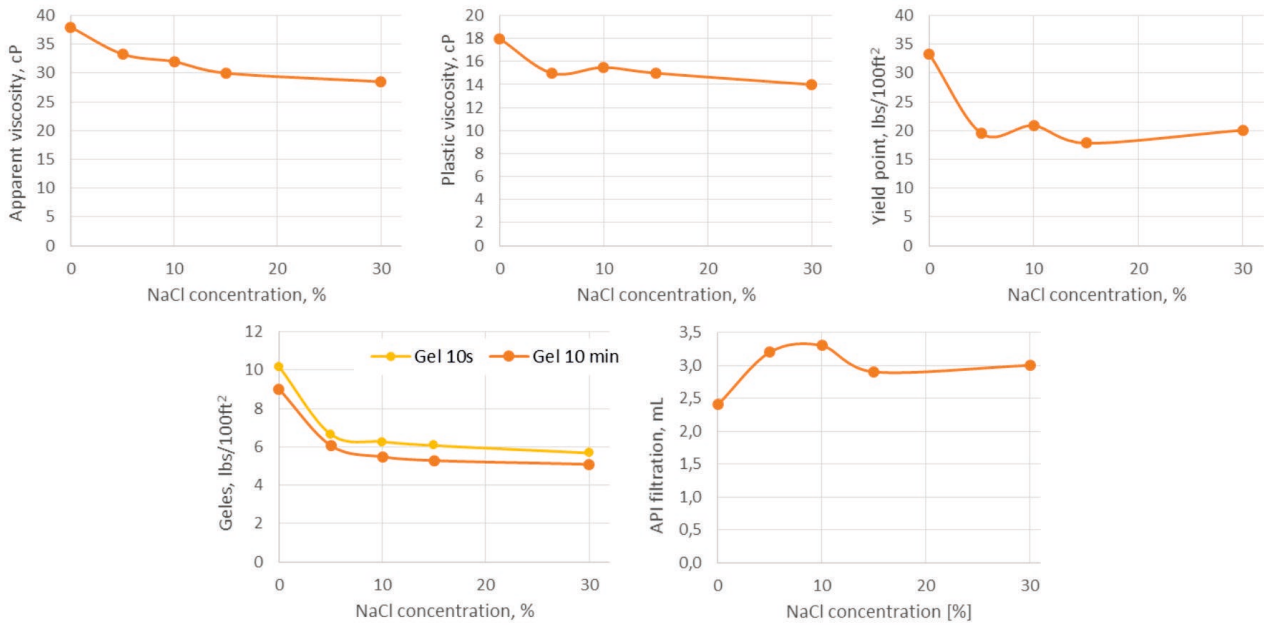 Apparent viscosity, cP
40
35
30
25
20
15
10
5
0
0 10 20 30
NaCl concentration, %
Plastic viscosity, cP
20
18
16
14
12
10
8
6
4
2
0
0 10 20 30
NaCl concentration, %
Yield point, lbs/100ft²
40
35
30
25
20
15
10
5
0
0 10 20 30
NaCl concentration, %
Geles, lbs/100ft²
12
10
8
6
4
2
0
Gel 10s Gel 10 min
0 10 20 30
NaCl concentration, %
API filtration, mL
3,5
3,0
2,5
2,0
1,5
1,0
0,5
0,0
0 10 20 30
NaCl concentration [%]